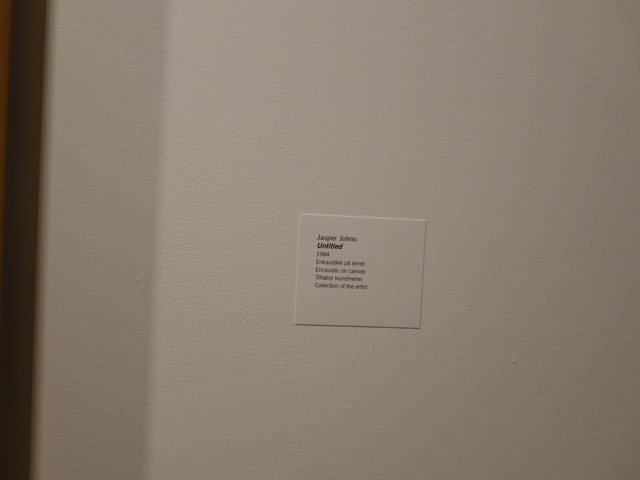 Jasper Johns
Untitled
1984
Enkaustikk på lerret
Encaustic on canvas
Tilhører kunstneren
Collection of the artist